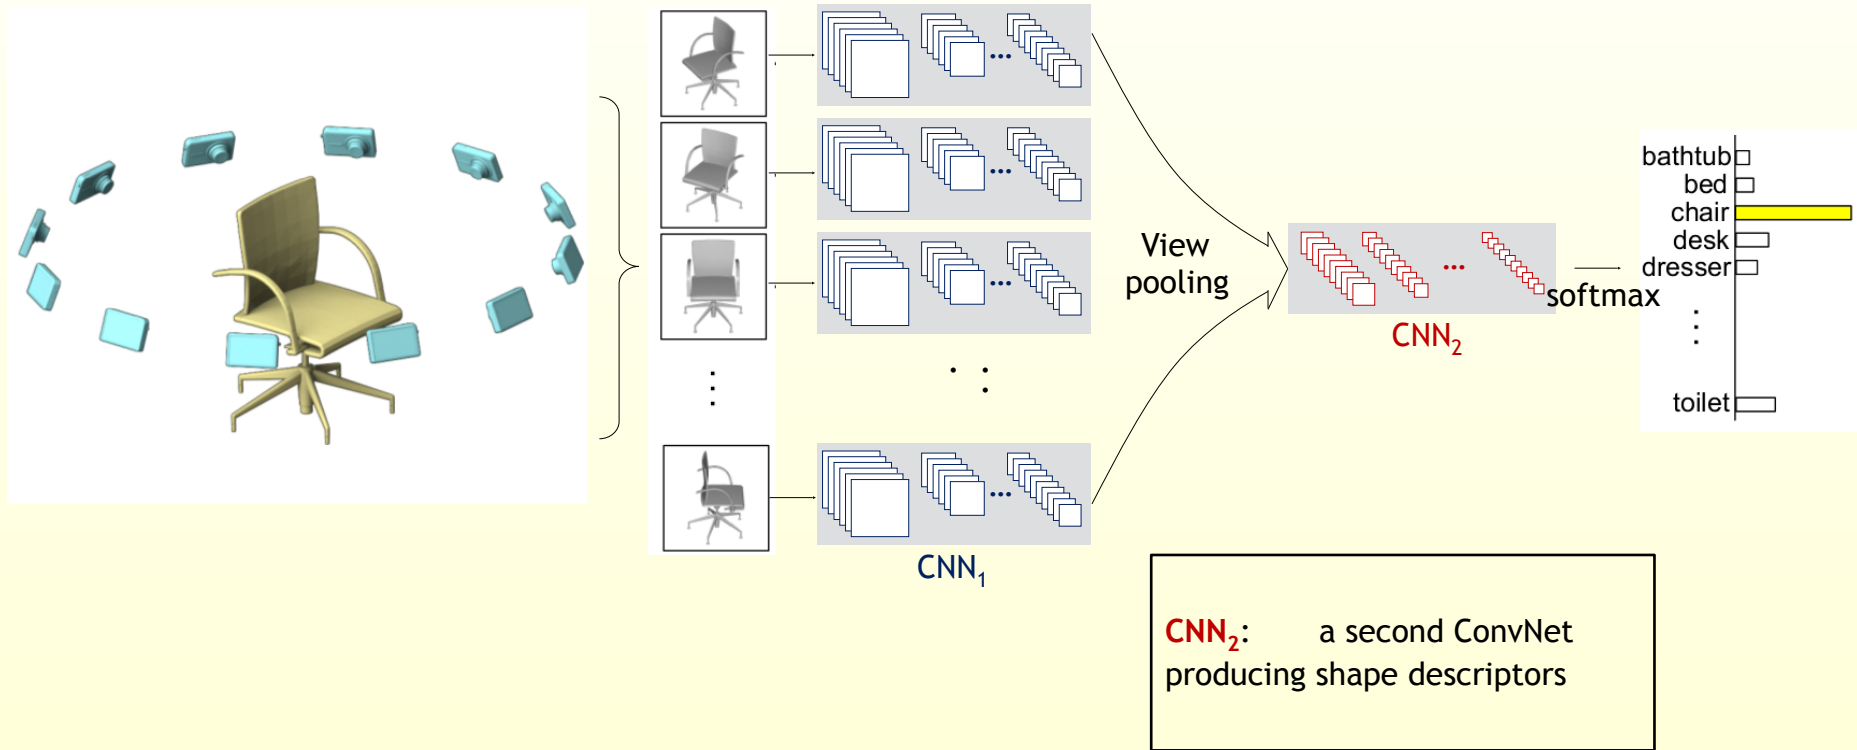 CNN₁
View
pooling
CNN₂
softmax
bathtub
bed
chair
desk
dresser
⋮
toilet
CNN₂: a second ConvNet
producing shape descriptors